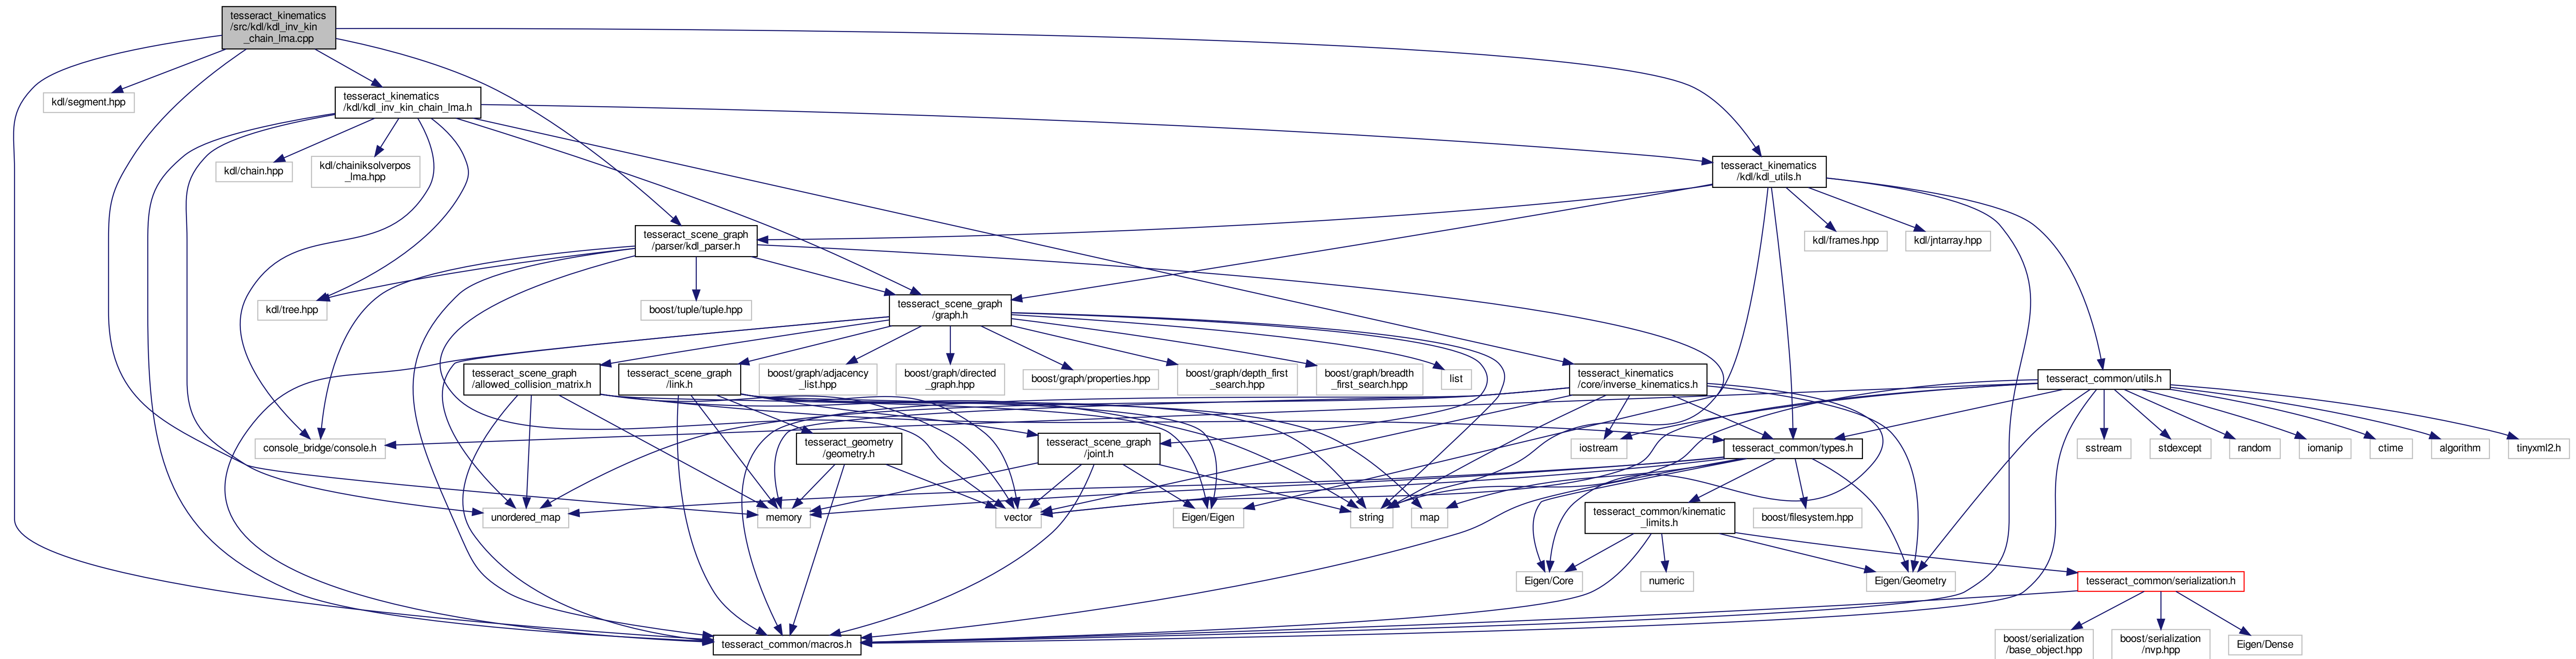 tesseract_kinematics
/src/kdl/kdl_inv_kin
_chain_lma.cpp
kdl/segment.hpp
tesseract_kinematics
/kdl/kdl_inv_kin_chain_lma.h
kdl/chain.hpp
kdl/chainiksolverpos
_lma.hpp
tesseract_kinematics
/kdl/kdl_utils.h
tesseract_scene_graph
/parser/kdl_parser.h
kdl/frames.hpp
kdl/jntarray.hpp
kdl/tree.hpp
boost/tuple/tuple.hpp
tesseract_scene_graph
/graph.h
tesseract_scene_graph
/allowed_collision_matrix.h
tesseract_scene_graph
/link.h
boost/graph/adjacency
_list.hpp
boost/graph/directed
_graph.hpp
boost/graph/properties.hpp
boost/graph/depth_first
_search.hpp
boost/graph/breadth
_first_search.hpp
list
tesseract_kinematics
/core/inverse_kinematics.h
tesseract_common/utils.h
console_bridge/console.h
tesseract_geometry
/geometry.h
tesseract_scene_graph
/joint.h
iostream
tesseract_common/types.h
sstream
stdexcept
random
iomanip
ctime
algorithm
tinyxml2.h
unordered_map
memory
vector
Eigen/Eigen
string
map
tesseract_common/kinematic
_limits.h
boost/filesystem.hpp
Eigen/Core
numeric
Eigen/Geometry
tesseract_common/serialization.h
tesseract_common/macros.h
boost/serialization
/base_object.hpp
boost/serialization
/nvp.hpp
Eigen/Dense